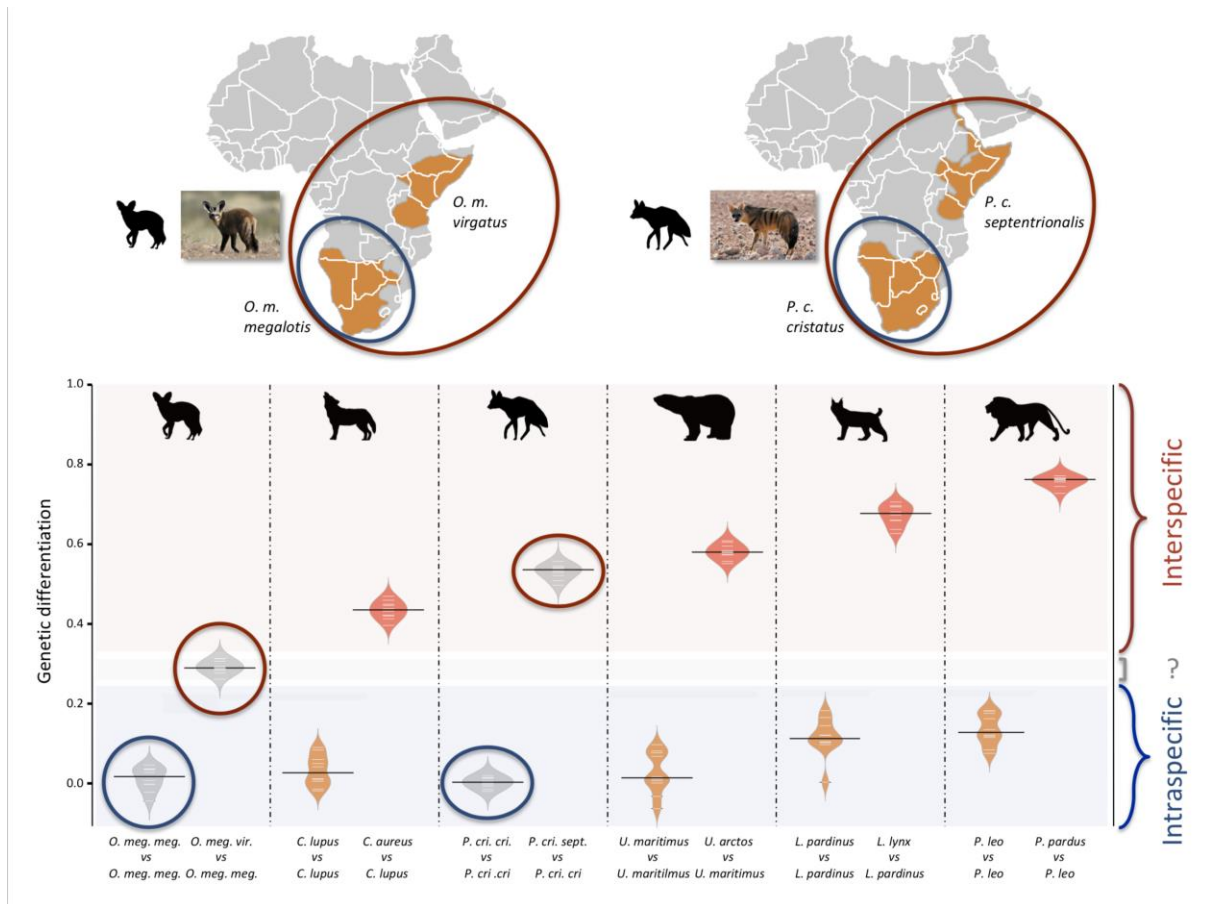 O. m.
virgatus
O. m.
megalotis
P. c.
septentrionalis
P. c.
cristatus
Genetic differentiation
1.0
0.8
0.6
0.4
0.2
0.0
Interspecific
?
Intraspecific
O. meg. meg.
vs
O. meg. meg.
O. meg. vir.
vs
O. meg. meg.
C. lupus
vs
C. lupus
C. aureus
vs
C. lupus
P. cri. cri.
vs
P. cri .cri
P. cri. sept.
vs
P. cri. cri
U. maritimus
vs
U. maritilmus
U. arctos
vs
U. maritimus
L. pardinus
vs
L. pardinus
L. lynx
vs
L. pardinus
P. leo
vs
P. leo
P. pardus
vs
P. leo